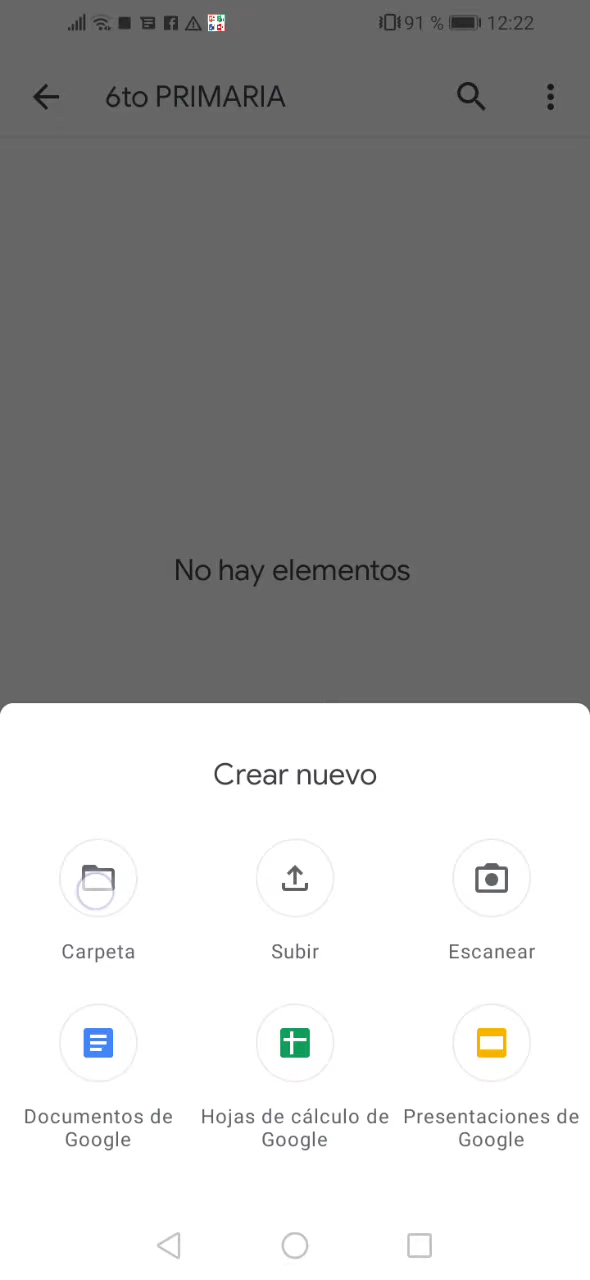 91 % 12:22
6to PRIMARIA
No hay elementos
Crear nuevo
Carpeta Subir Escanear
Documentos de Hojas de cálculo de Presentaciones de
Google Google Google